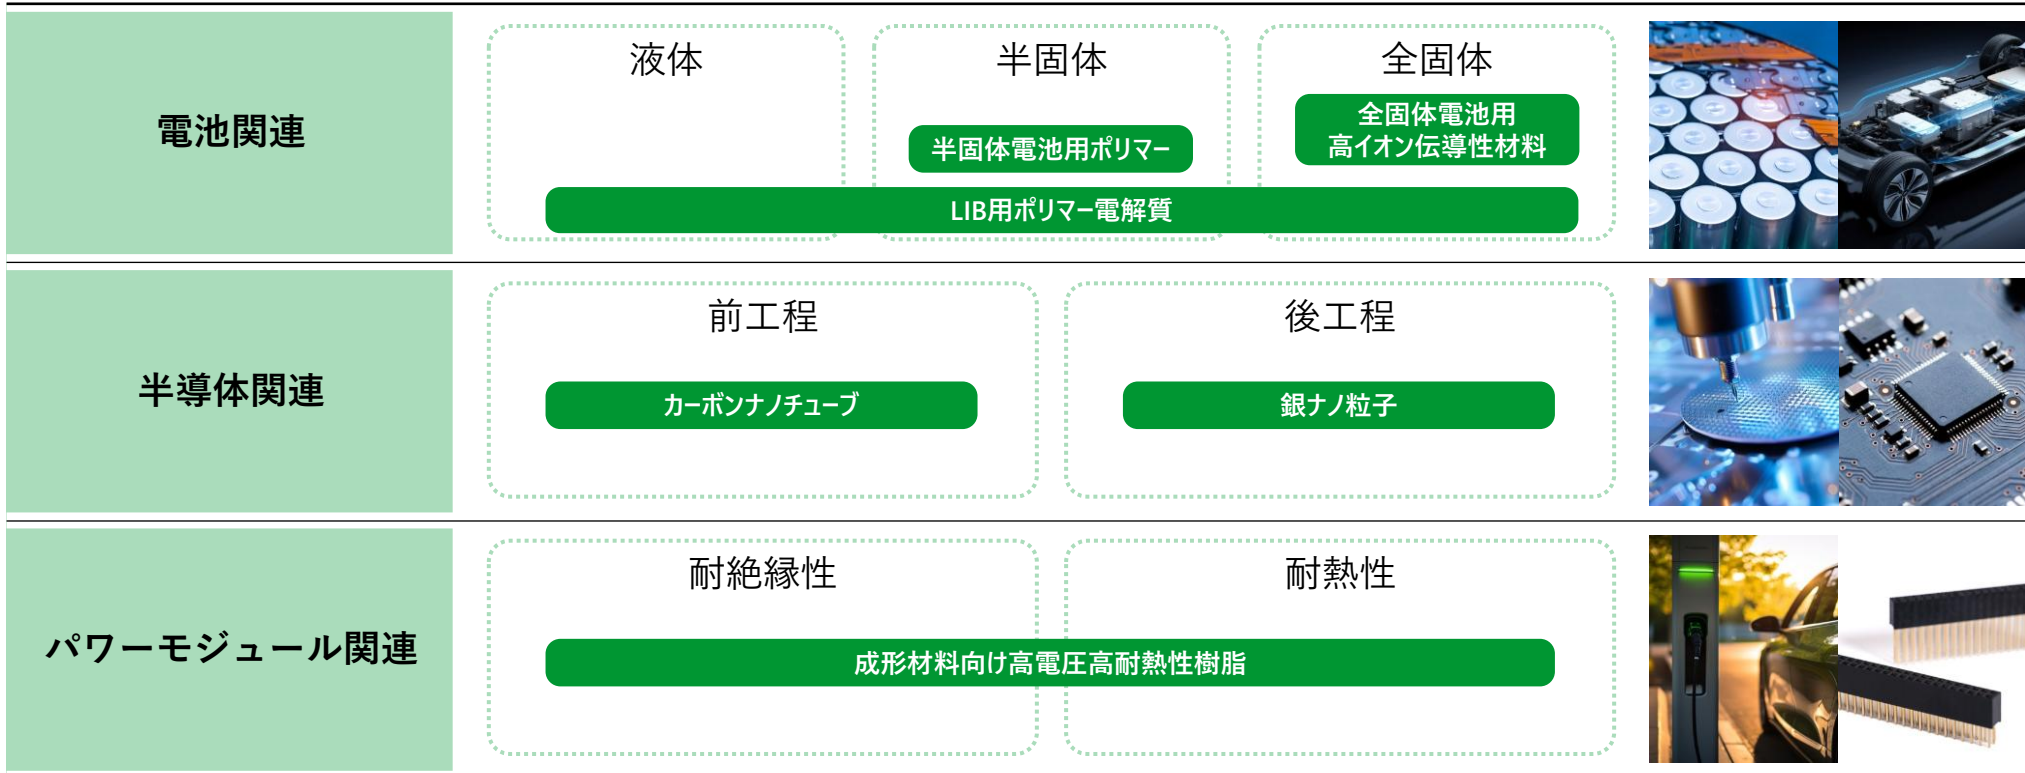 電池関連
液体
半固体
全固体
半固体電池用ポリマー
全固体電池用
高イオン伝導性材料
LIB用ポリマー電解質
半導体関連
前工程
後工程
カーボンナノチューブ
銀ナノ粒子
パワーモジュール関連
耐絶縁性
耐熱性
成形材料向け高電圧高耐熱性樹脂